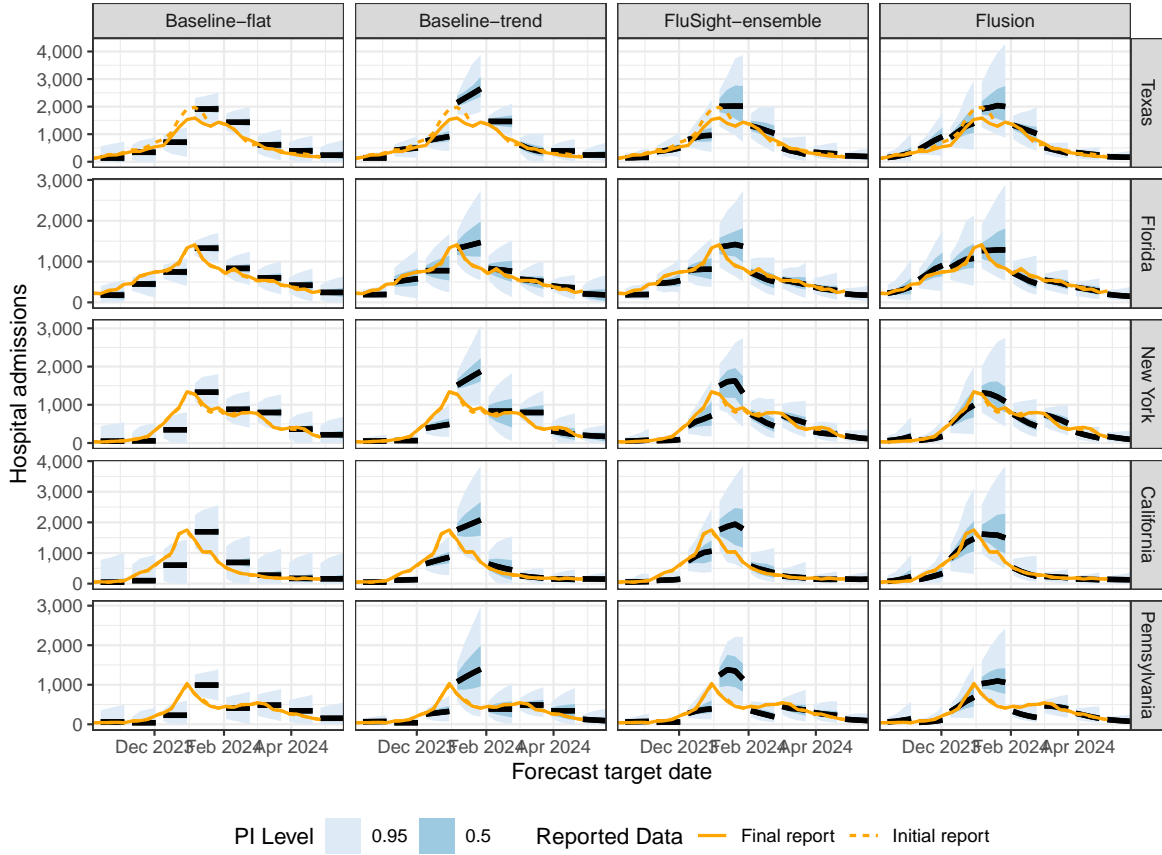 Baseline−flat Baseline−trend FluSight−ensemble Flusion
4,000
3,000
2,000
1,000
0
Texas
3,000
2,000
1,000
0
Florida
3,000
2,000
1,000
0
New York
4,000
3,000
2,000
1,000
0
California
3,000
2,000
1,000
0
Pennsylvania
Hospital admissions
Dec 2023 Feb 2024 Apr 2024 Dec 2023 Feb 2024 Apr 2024 Dec 2023 Feb 2024 Apr 2024 Dec 2023 Feb 2024 Apr 2024
Forecast target date
PI Level 0.95 0.5 Reported Data Final report Initial report